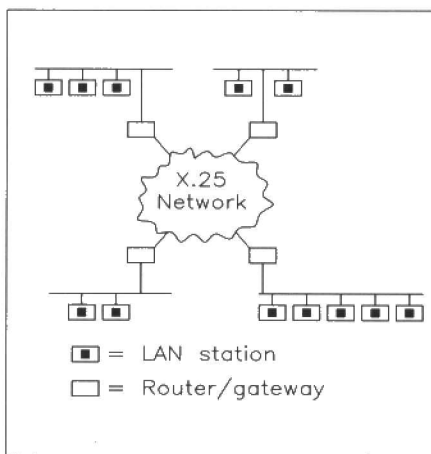 X.25
Network
= LAN station
= Router/gateway